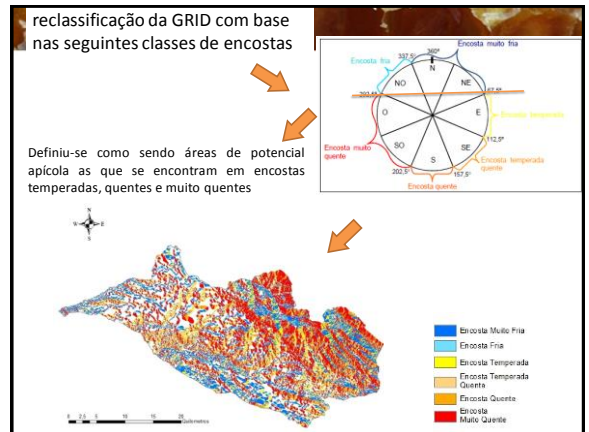 reclassificação da GRID com base
nas seguintes classes de encostas
Encosta muito fria
337,5°
360º
Encosta fria
N
NO
NE
67,5º
O
E
Encosta temperada
Encosta muito
quente
112,5º
SO
SE
S
Encosta temperada
quente
202,5°
157,5°
Encosta quente
Definiu-se como sendo áreas de potencial
apícola as que se encontram em encostas
temperadas, quentes e muito quentes
N
W
E
S
Encosta Muito Fria
Encosta Fria
Encosta Temperada
Encosta Temperada
Quente
Encosta Quente
Encosta
Muito Quente
0 2,5 5 10 15 20